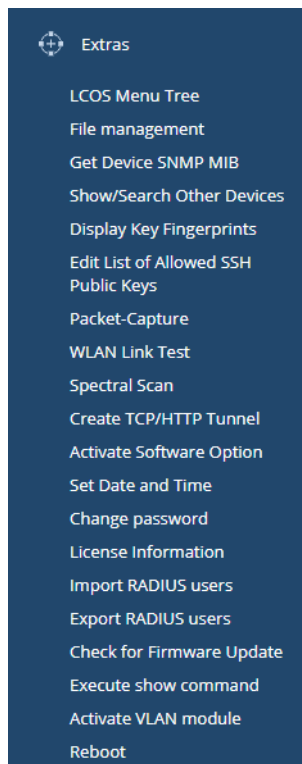 Extras
LCOS Menu Tree
File management
Get Device SNMP MIB
Show/Search Other Devices
Display Key Fingerprints
Edit List of Allowed SSH
Public Keys
Packet-Capture
WLAN Link Test
Spectral Scan
Create TCP/HTTP Tunnel
Activate Software Option
Set Date and Time
Change password
License Information
Import RADIUS users
Export RADIUS users
Check for Firmware Update
Execute show command
Activate VLAN module
Reboot